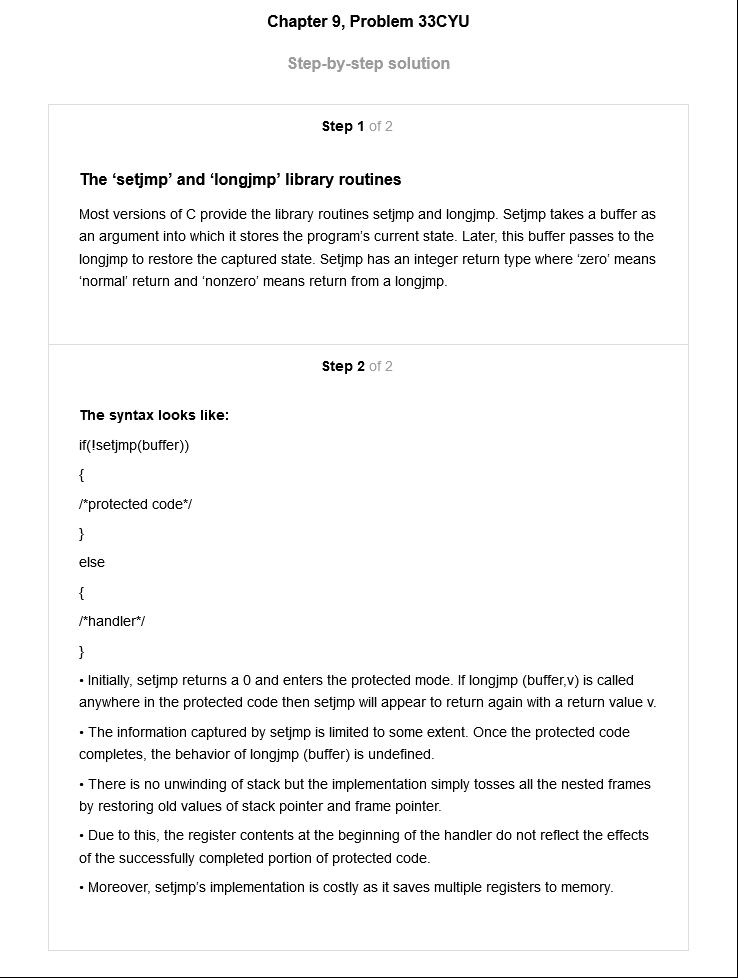 Chapter 9, Problem 33CYU
Step-by-step solution
Step 1 of 2
The ‘setjmp’ and ‘longjmp’ library routines
Most versions of C provide the library routines setjmp and longjmp. Setjmp takes a buffer as
an argument into which it stores the program’s current state. Later, this buffer passes to the
longjmp to restore the captured state. Setjmp has an integer return type where ‘zero’ means
‘normal’ return and ‘nonzero’ means return from a longjmp.
Step 2 of 2
The syntax looks like:
if(!setjmp(buffer))
{
/*protected code*/
}
else
{
/*handler*/
}
• Initially, setjmp returns a 0 and enters the protected mode. If longjmp (buffer,v) is called
anywhere in the protected code then setjmp will appear to return again with a return value v.
• The information captured by setjmp is limited to some extent. Once the protected code
completes, the behavior of longjmp (buffer) is undefined.
• There is no unwinding of stack but the implementation simply tosses all the nested frames
by restoring old values of stack pointer and frame pointer.
• Due to this, the register contents at the beginning of the handler do not reflect the effects
of the successfully completed portion of protected code.
• Moreover, setjmp’s implementation is costly as it saves multiple registers to memory.